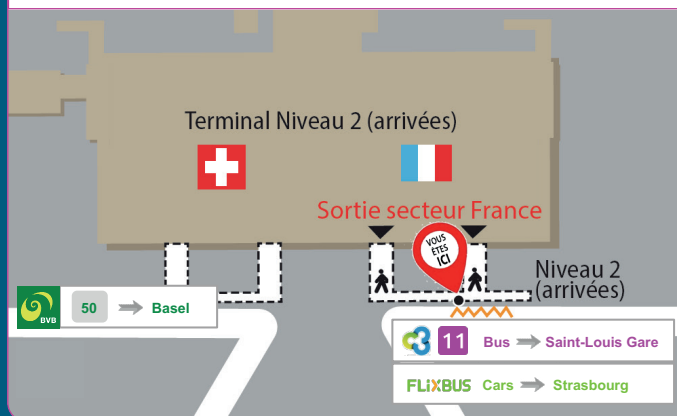 Terminal Niveau 2 (arrivées)
Sortie secteur France
VOUS
ÊTES
ICI
Niveau 2
(arrivées)
BVB 50 Basel
c3 11 Bus Saint-Louis Gare
FLiXBUS Cars Strasbourg